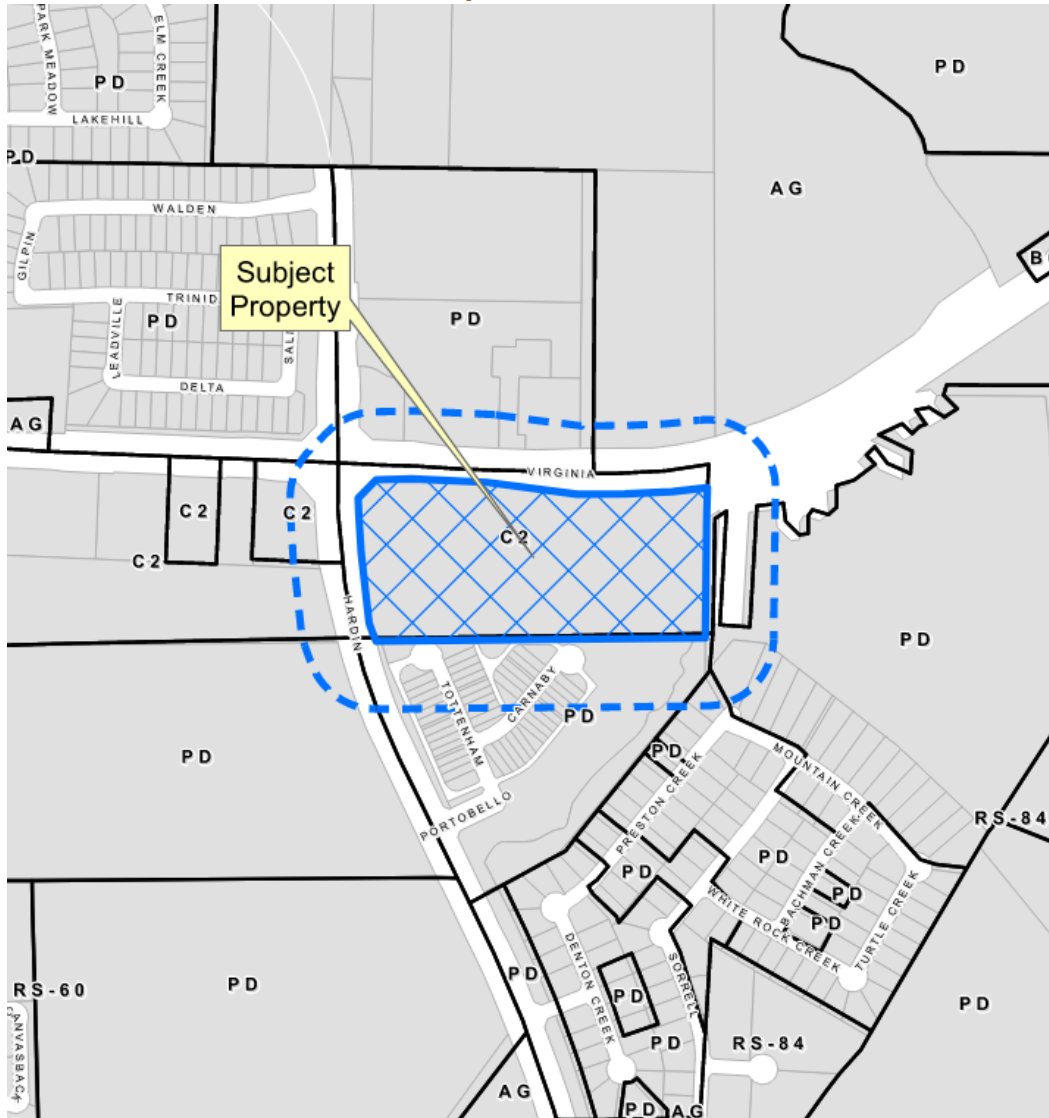 PARK MEADOW
ELM CREEK
PD
PD
LAKEHILL
PD
AG
WALDEN
GILPIN
Subject
Property
TRINID
PD
PD
LEADVILLE
DELTA
AG
VIRGINIA
C2
C2
C2
C2
HARDIN
PD
TOTTENHAM
CARNABY
PD
PD
PD
MOUNTAIN CREEK
PRESTON CREEK
PORTOBELLO
RS-84
PD
PD
BACHMAN CREEK
PD
PD
WHITE ROCK CREEK
TURTLE CREEK
DENTON CREEK
SORRELL
RS-60
PD
PD
PD
PD
PD
RS-84
AG
PD
AG